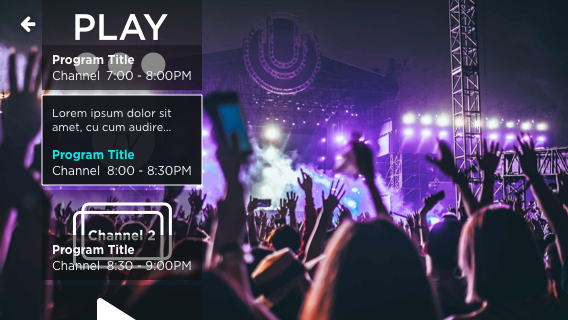 PLAY
Program Title
Channel 7:00 - 8:00PM
Lorem ipsum dolor sit
amet, cu cum audire...
Program Title
Channel 8:00 - 8:30PM
Channel 2
Program Title
Channel 8:30 - 9:00PM